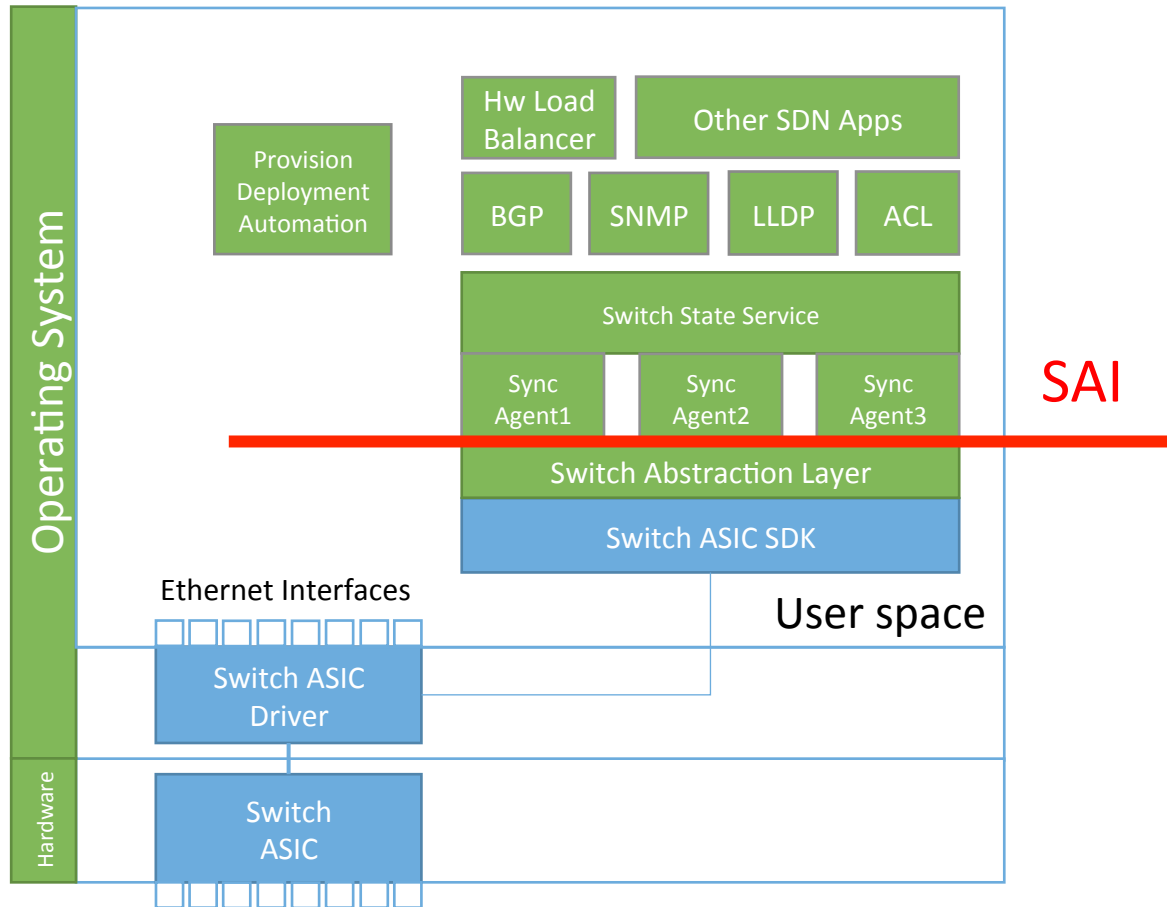 Operating System
Hardware
Hw Load
Balancer
Other SDN Apps
Provision
Deployment
Automation
BGP
SNMP
LLDP
ACL
Switch State Service
Sync
Agent1
Sync
Agent2
Sync
Agent3
SAI
Switch Abstraction Layer
Switch ASIC SDK
Ethernet Interfaces
User space
Switch ASIC
Driver
Switch
ASIC